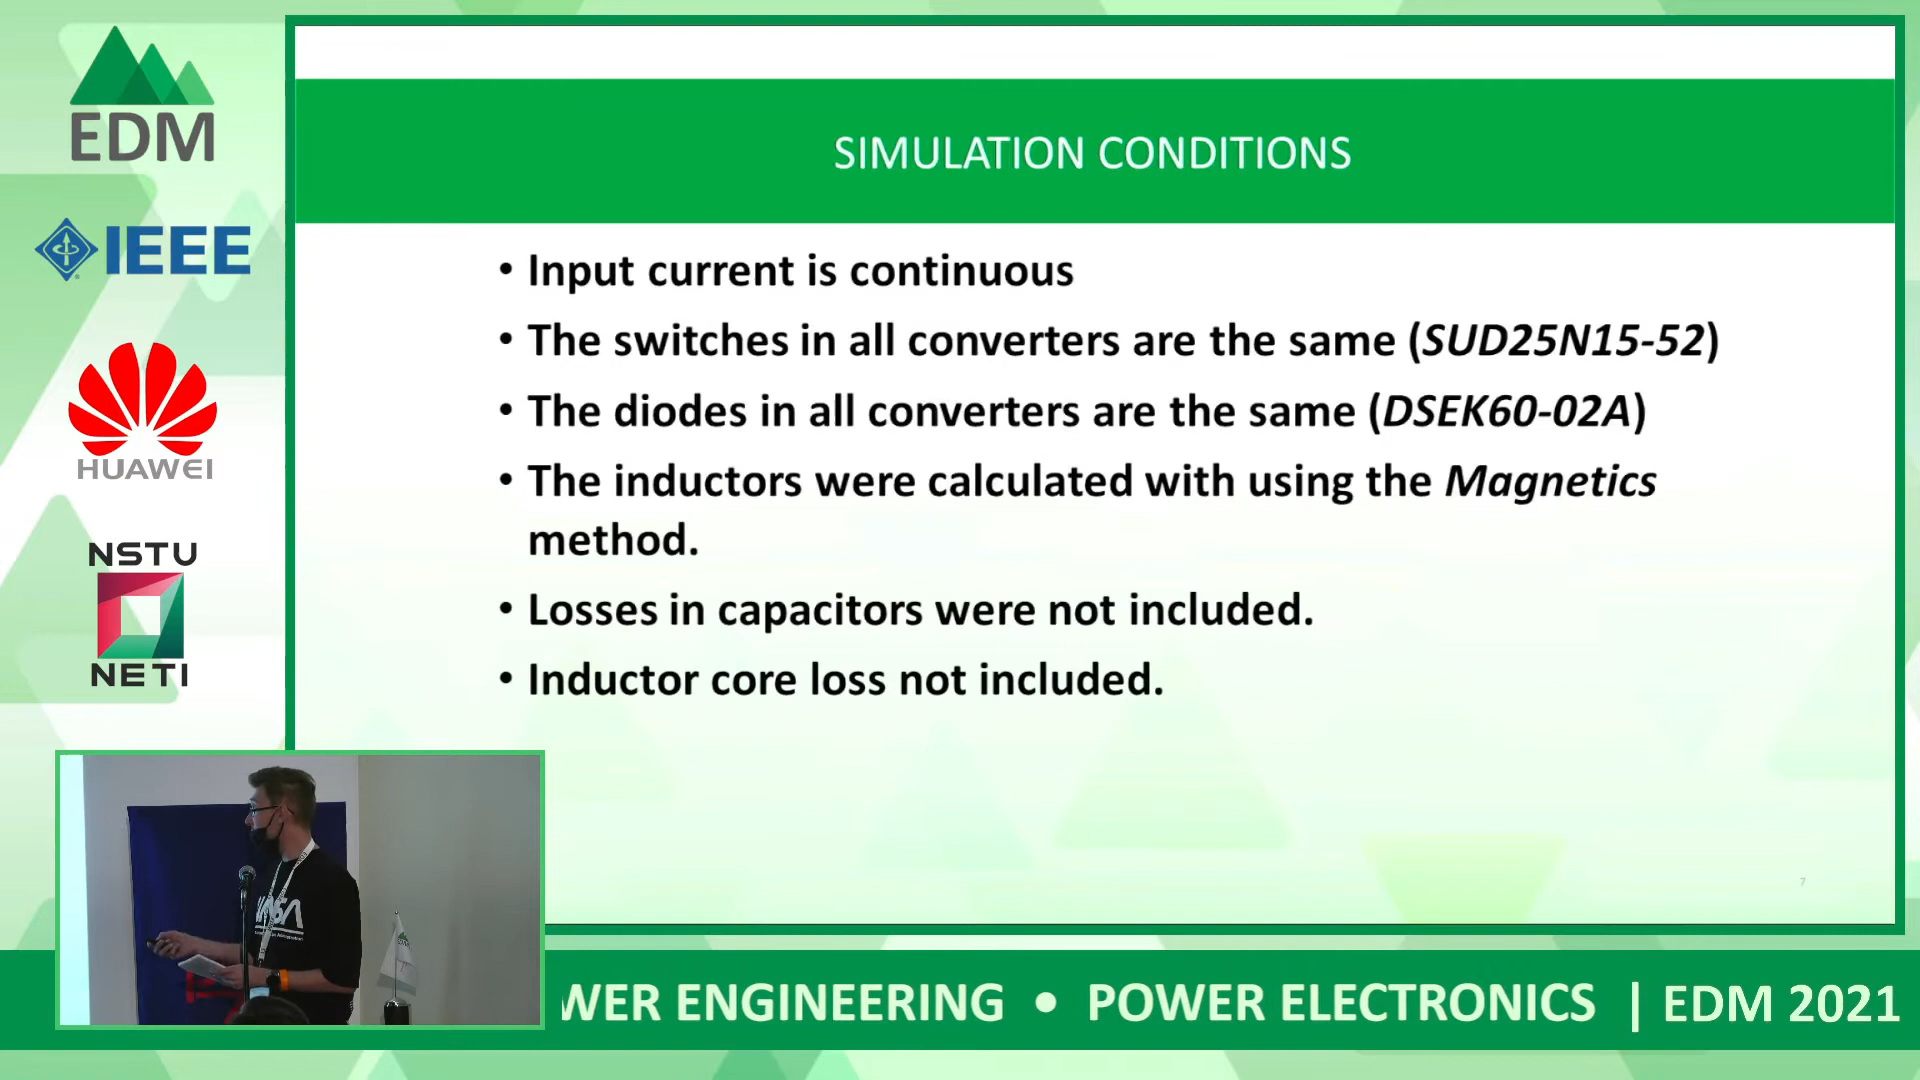 EDM
IEEE
HUAWEI
NSTU
NETI
SIMULATION CONDITIONS
• Input current is continuous
• The switches in all converters are the same (SUD25N15-52)
• The diodes in all converters are the same (DSEK60-02A)
• The inductors were calculated with using the Magnetics
method.
• Losses in capacitors were not included.
• Inductor core loss not included.
7
NASA
WER ENGINEERING • POWER ELECTRONICS | EDM 2021